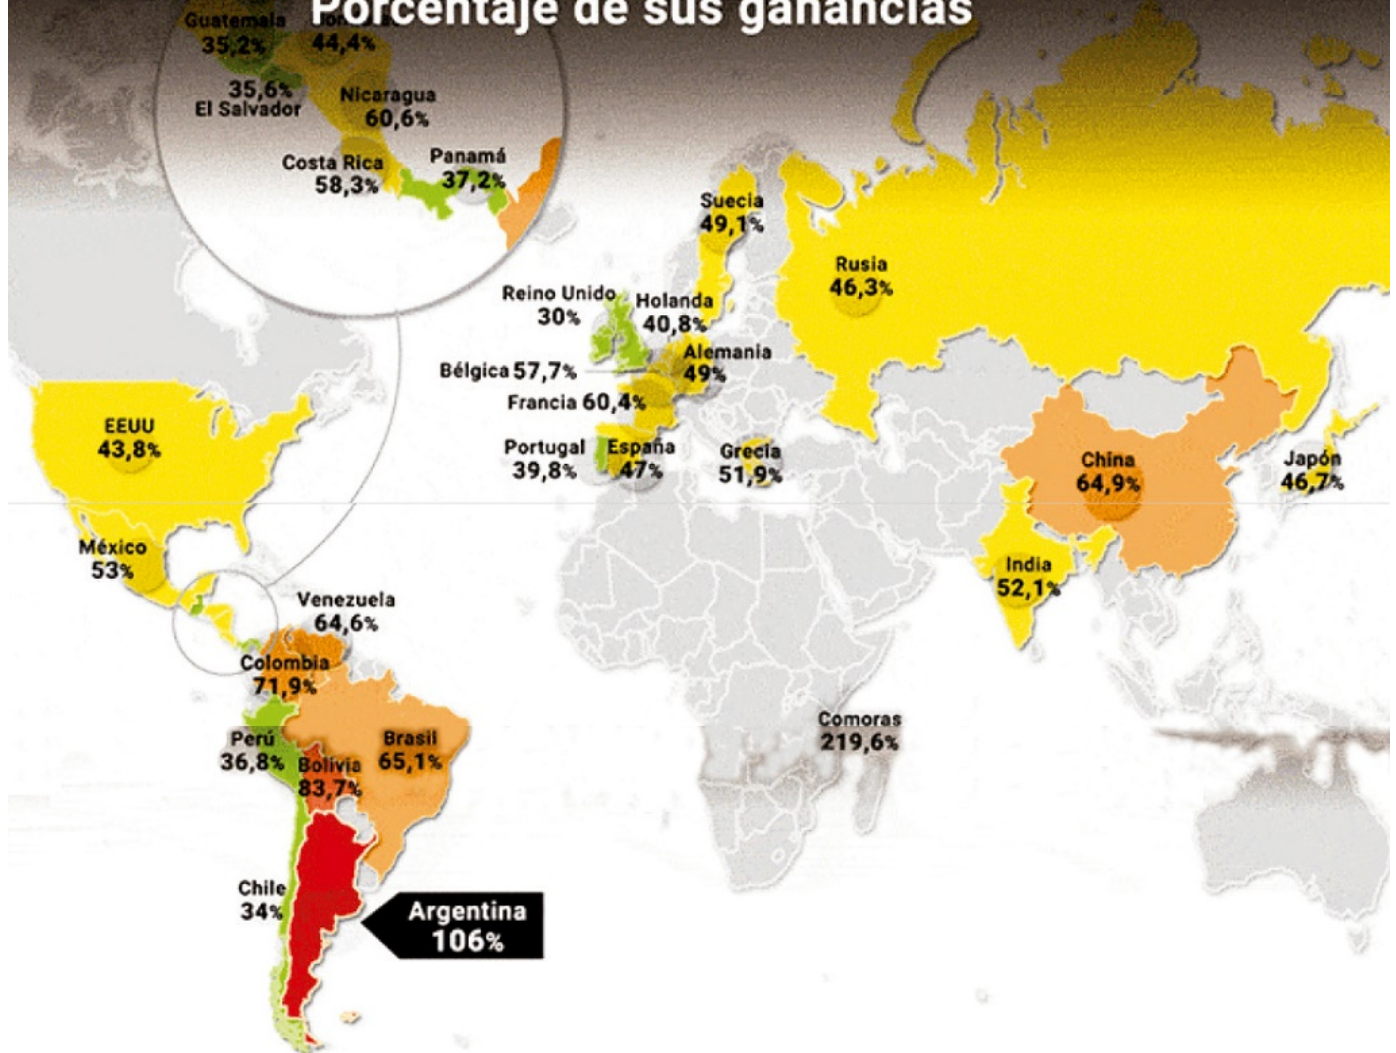 Porcentaje de sus ganancias
Guatemala
35,2%
44,4%
35,6%
El Salvador
Nicaragua
60,6%
Costa Rica
58,3%
Panamá
37,2%
Suecia
49,1%
Rusia
46,3%
Reino Unido
30%
Holanda
40,8%
Alemania
49%
Bélgica 57,7%
Francia 60,4%
Portugal
39,8%
España
47%
Grecia
51,9%
EEUU
43,8%
China
64,9%
Japón
46,7%
México
53%
India
52,1%
Venezuela
64,6%
Colombia
71,9%
Comoras
219,6%
Perú
36,8%
Bolivia
83,7%
Brasil
65,1%
Chile
34%
Argentina
106%